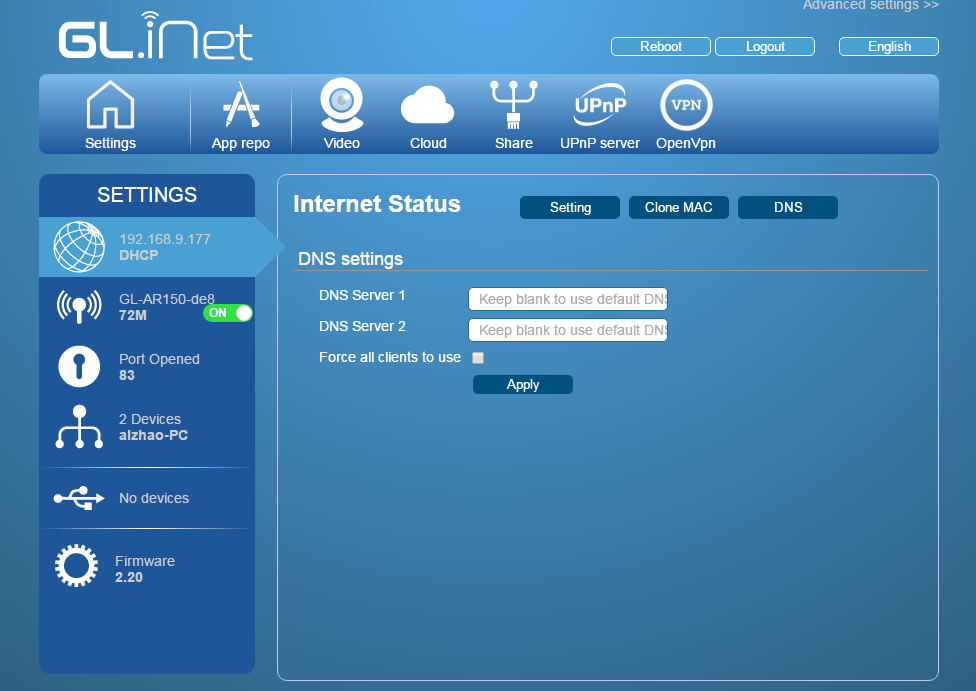 Advanced settings >>
GL.iNet
Reboot
Logout
English
Settings
App repo
Video
Cloud
Share
UPnP
UPnP server
VPN
OpenVpn
SETTINGS
192.168.9.177
DHCP
GL-AR150-de8
72M
ON
Port Opened
83
2 Devices
alzhao-PC
No devices
Firmware
2.20
Internet Status
Setting
Clone MAC
DNS
DNS settings
DNS Server 1
Keep blank to use default DNS
DNS Server 2
Keep blank to use default DNS
Force all clients to use
Apply